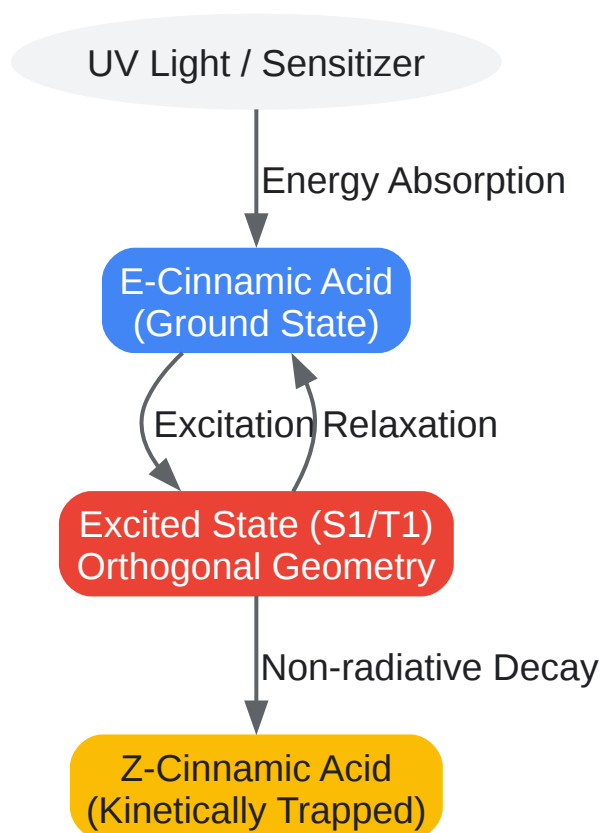 UV Light / Sensitizer
Energy Absorption
E-Cinnamic Acid
(Ground State)
Excitation
Relaxation
Excited State (S1/T1)
Orthogonal Geometry
Non-radiative Decay
Z-Cinnamic Acid
(Kinetically Trapped)